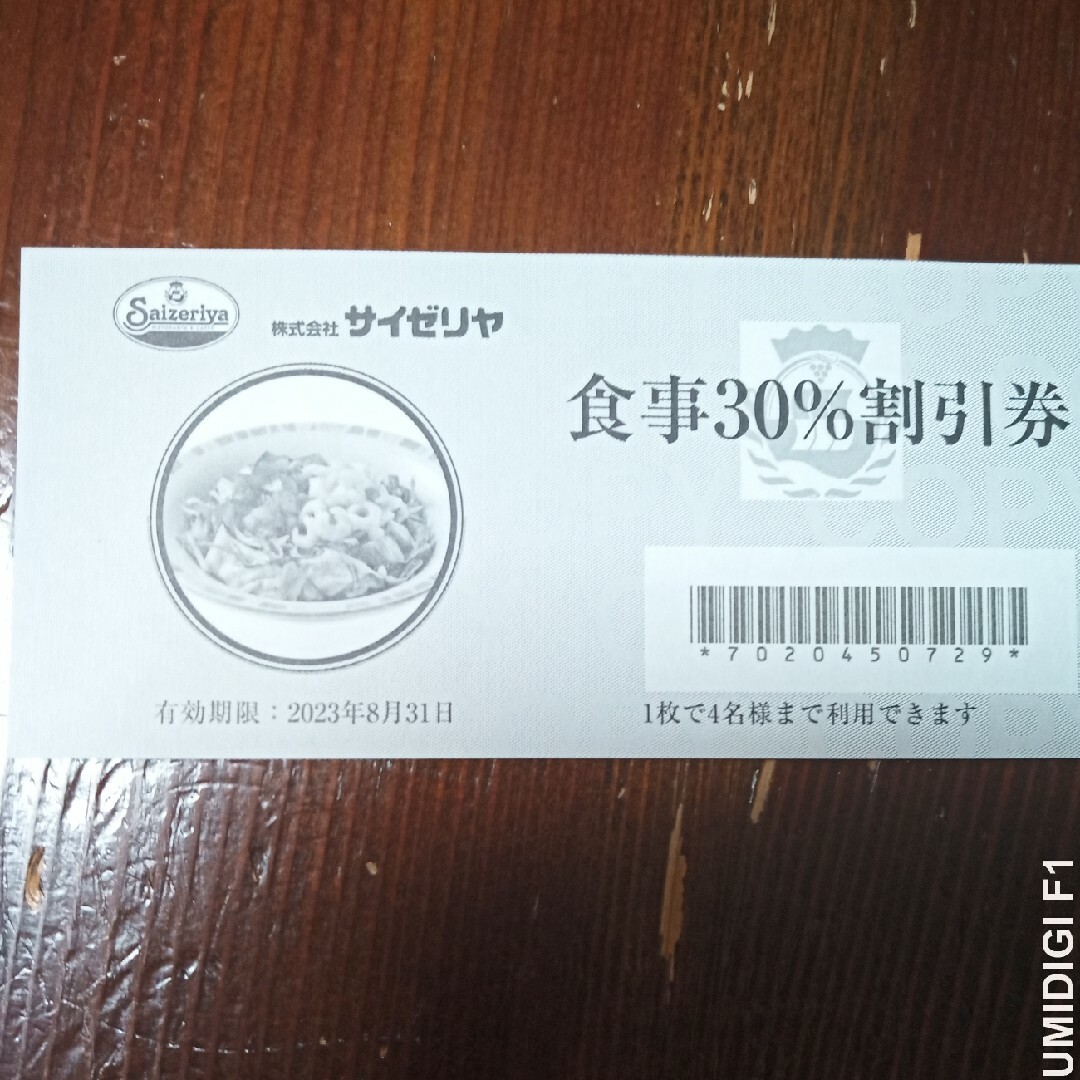 Saizeriya
株式会社 サイゼリヤ
食事30%割引券
*7020450729*
有効期限：2023年8月31日
1枚で4名様まで利用できます
UMIDIGI F1